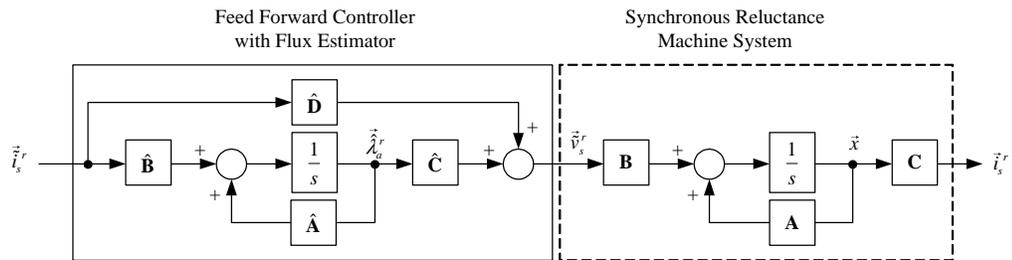 Feed Forward Controller
with Flux Estimator
Synchronous Reluctance
Machine System
D̂
+
ĩ⃗ₛʳ
B̂
+
1/s
λ̂⃗ₐʳ
Ĉ
+
ṽ⃗ₛʳ
B
+
1/s
x⃗
C
i⃗ₛʳ
+
Â
+
A